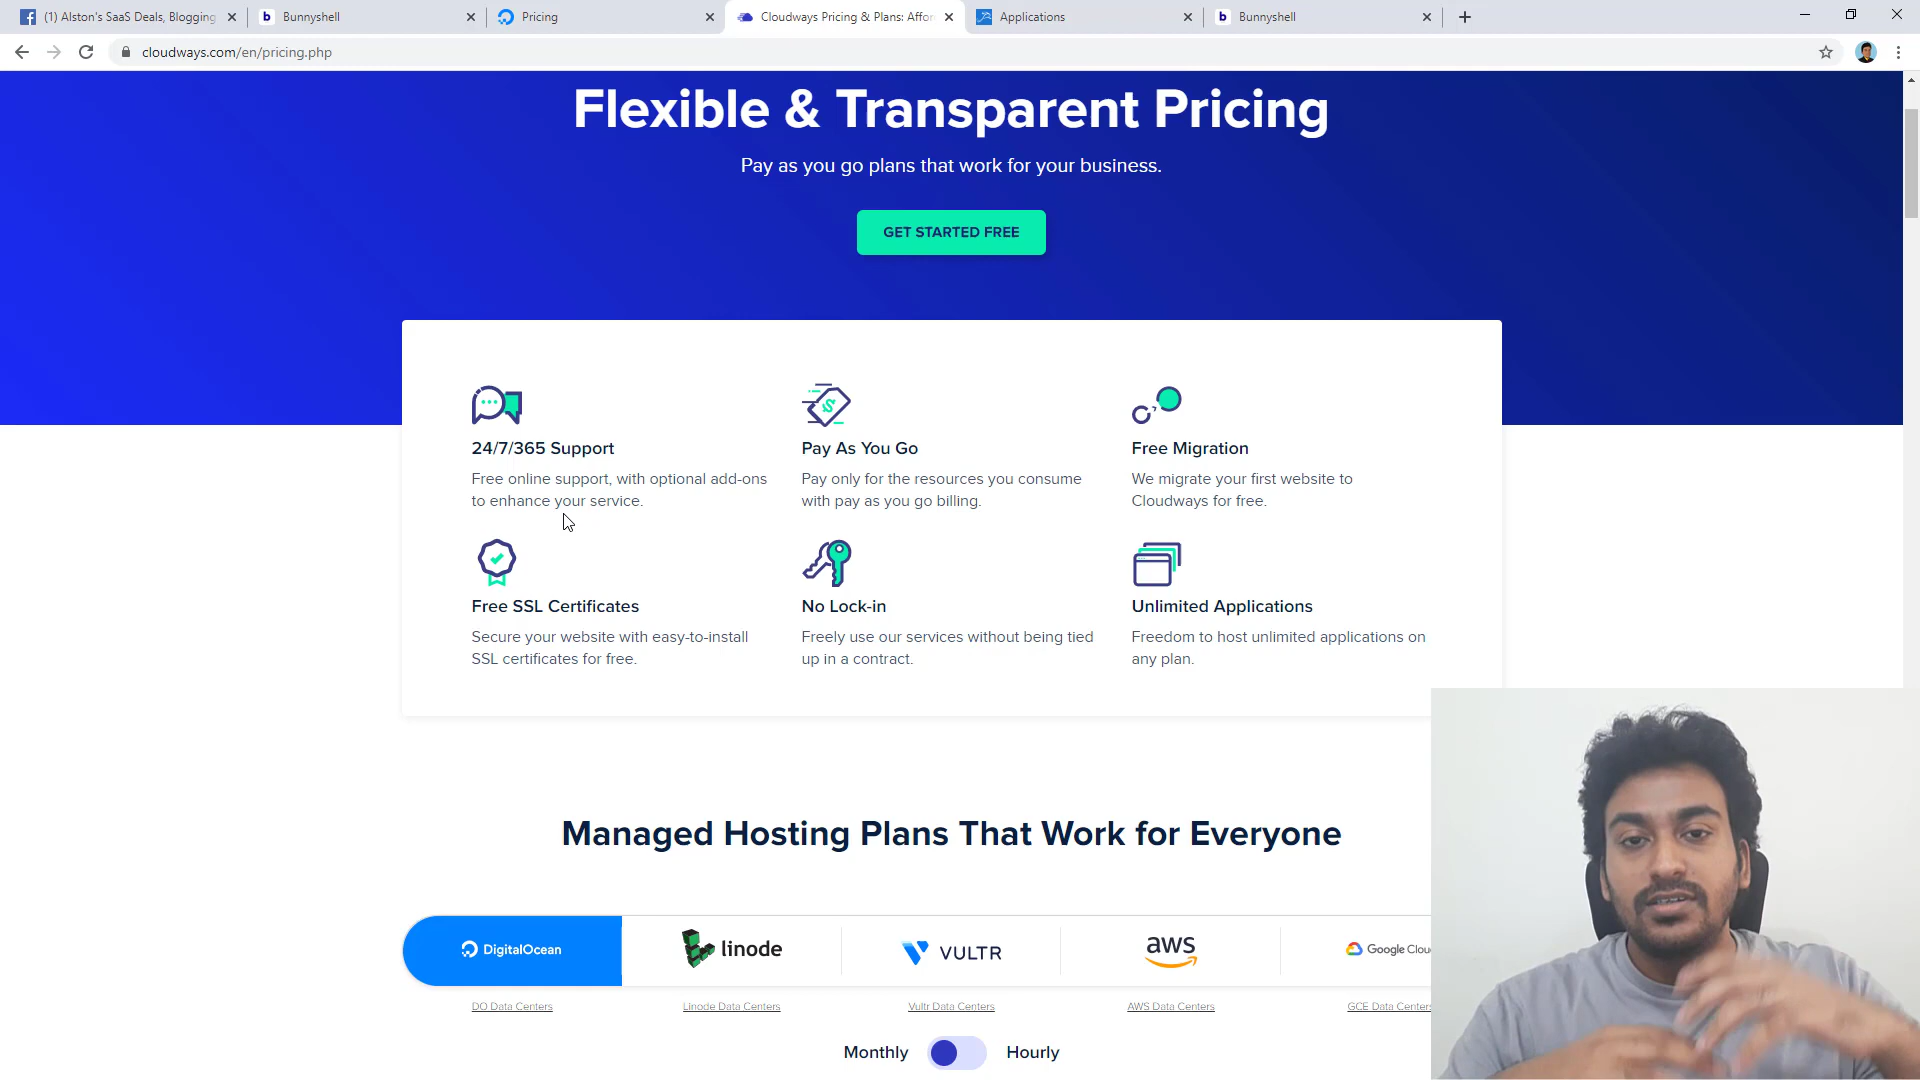 (1) Alston's SaaS Deals, Blogging
Bunnyshell
Pricing
Cloudways Pricing & Plans: Affor
Applications
Bunnyshell
cloudways.com/en/pricing.php
Flexible & Transparent Pricing
Pay as you go plans that work for your business.
GET STARTED FREE
24/7/365 Support
Free online support, with optional add-ons
to enhance your service.
Pay As You Go
Pay only for the resources you consume
with pay as you go billing.
Free Migration
We migrate your first website to
Cloudways for free.
Free SSL Certificates
Secure your website with easy-to-install
SSL certificates for free.
No Lock-in
Freely use our services without being tied
up in a contract.
Unlimited Applications
Freedom to host unlimited applications on
any plan.
Managed Hosting Plans That Work for Everyone
DigitalOcean
linode
VULTR
aws
Google Clou
DO Data Centers
Linode Data Centers
Vultr Data Centers
AWS Data Centers
GCE Data Centers
Monthly
Hourly